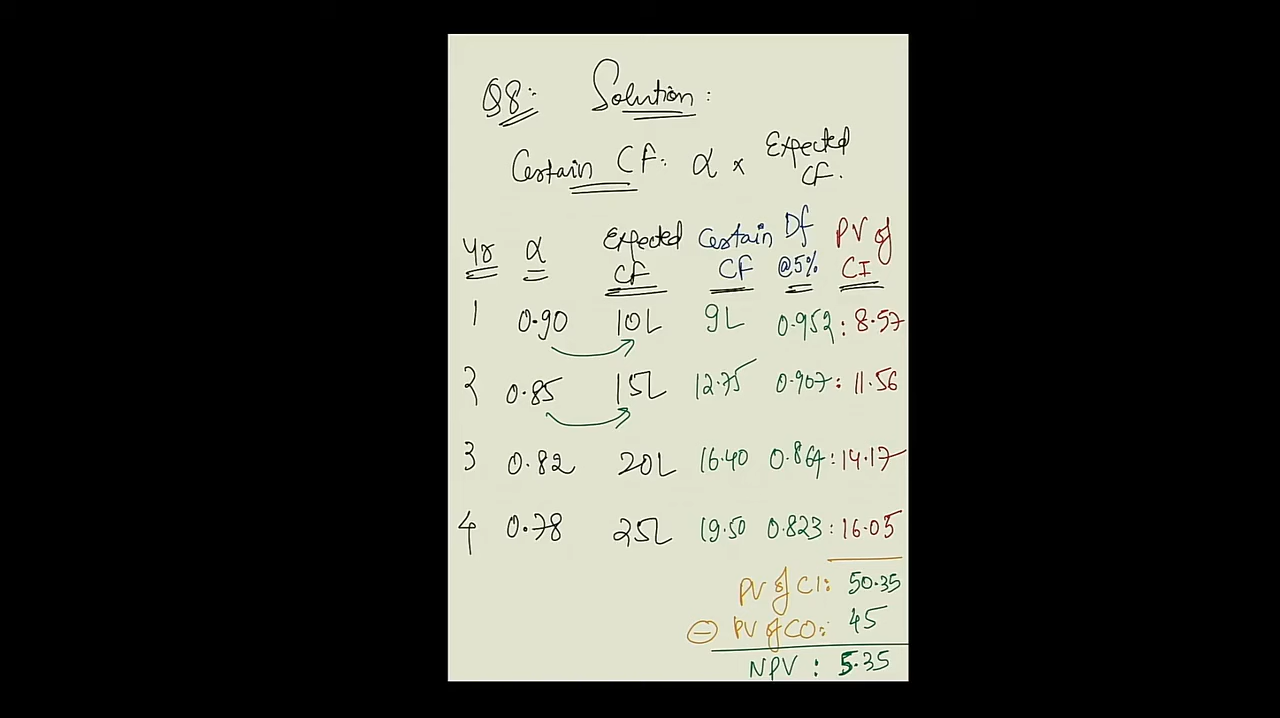 Q8: Solution:
Certain CF: α × Expected CF.
Yr α Expected CF Certain CF Df @5% PV of CI
1 0.90 10L 9L 0.952 : 8.57
2 0.85 15L 12.75 0.907 : 11.56
3 0.82 20L 16.40 0.864 : 14.17
4 0.78 25L 19.50 0.823 : 16.05
PV of CI: 50.35
- PV of CO: 45
NPV : 5.35